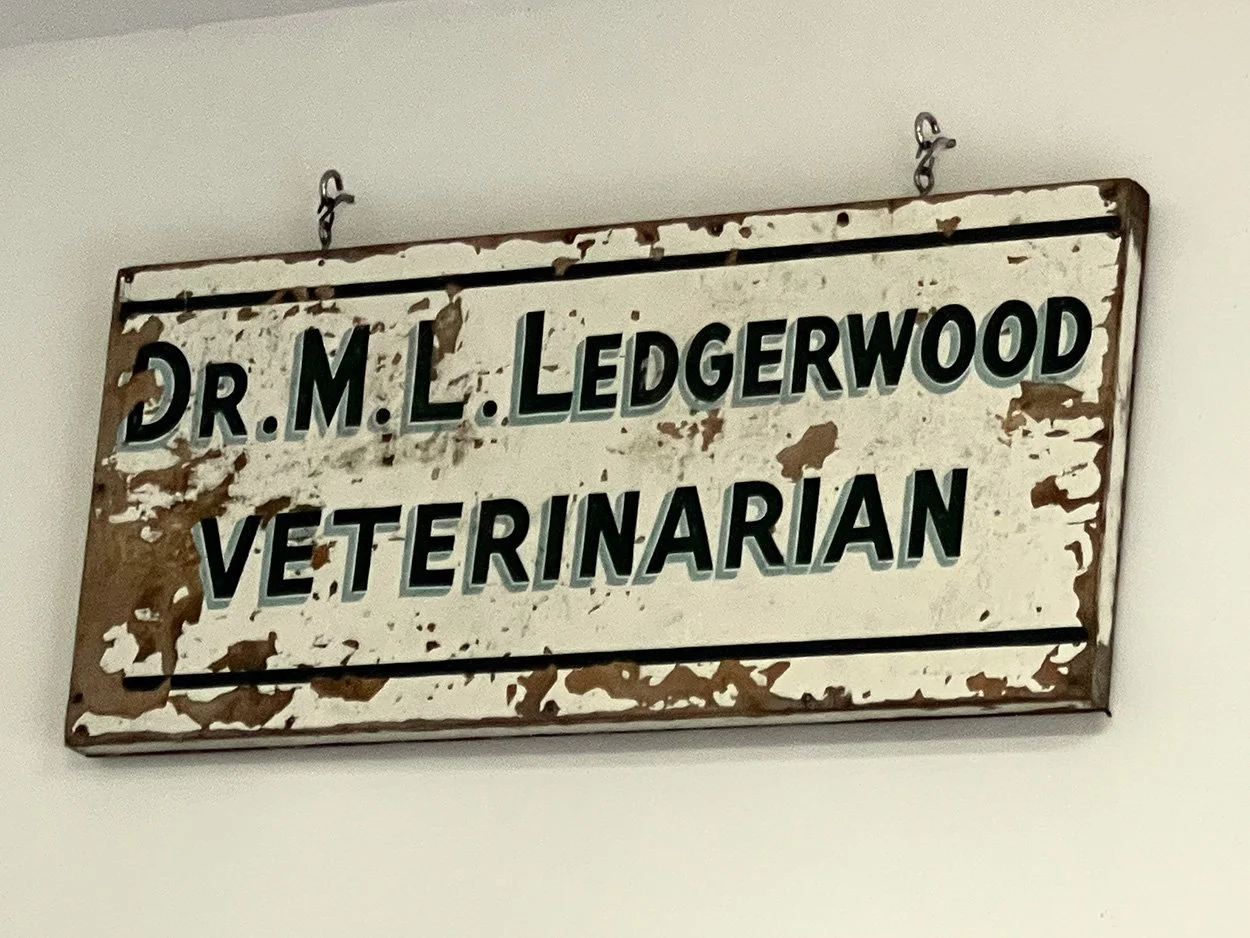 DR. M. L. LEDGERWOOD
VETERINARIAN